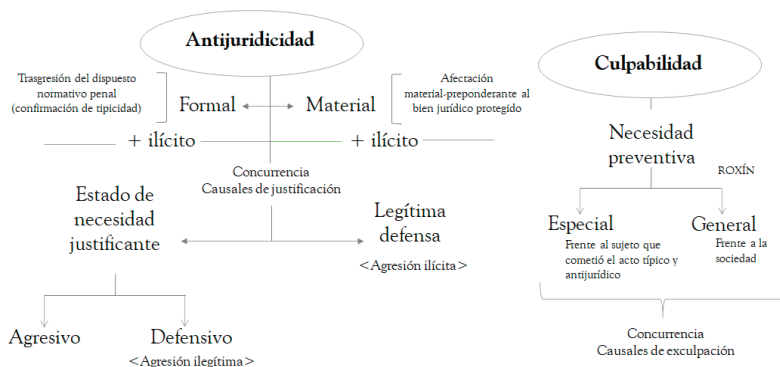 Antijuridicidad
Trasgresión del dispuesto
normativo penal
(confirmación de tipicidad)
Formal
Material
Afectación
material-preponderante al
bien jurídico protegido
+ ilícito
+ ilícito
Concurrencia
Causales de justificación
Estado de
necesidad
justificante
Legítima
defensa
<Agresión ilícita>
Agresivo
Defensivo
<Agresión ilegítima>
Culpabilidad
Necesidad
preventiva
ROXÍN
Especial
Frente al sujeto que
cometió el acto típico y
antijurídico
General
Frente a la
sociedad
Concurrencia
Causales de exculpación